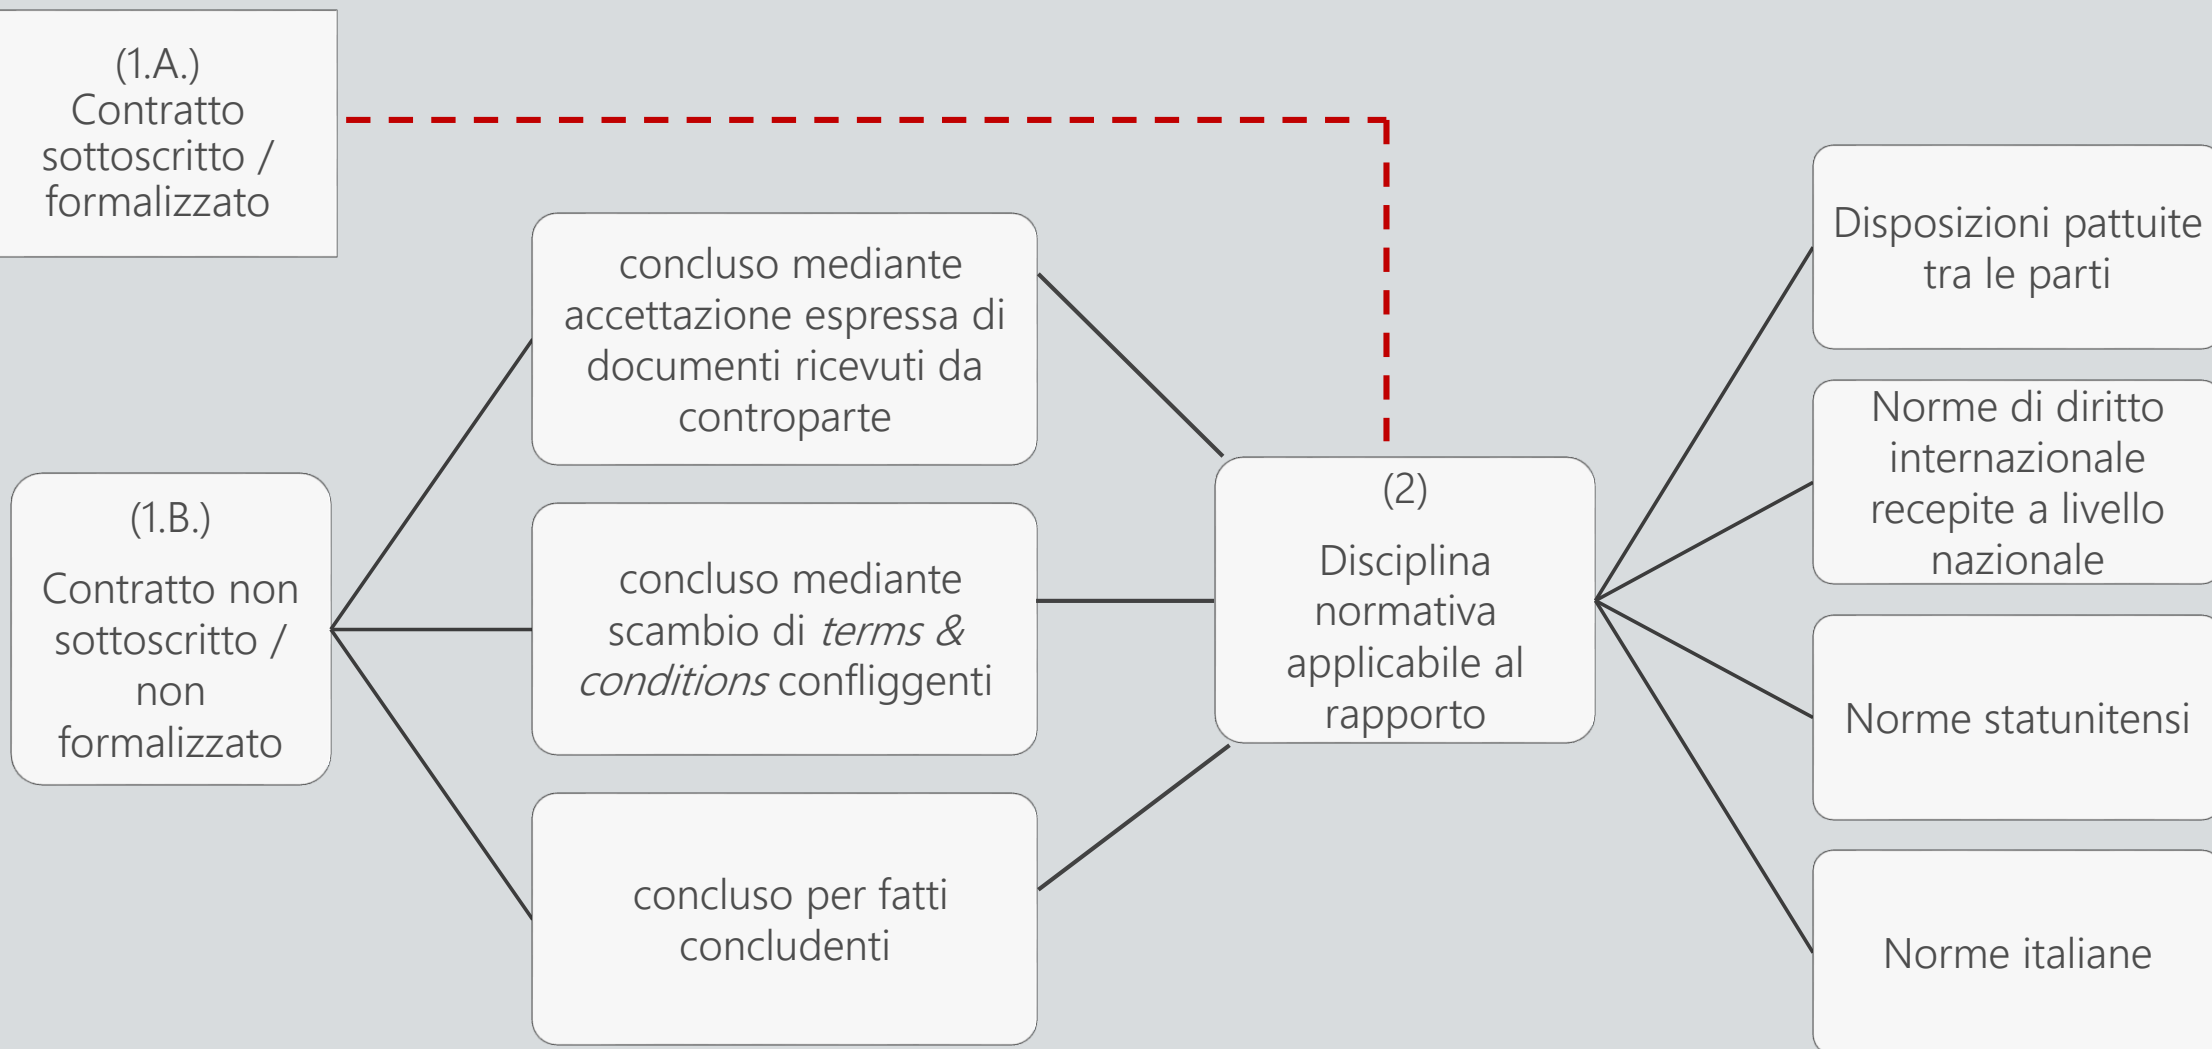 (1.A.)
Contratto
sottoscritto /
formalizzato
(1.B.)
Contratto non
sottoscritto /
non
formalizzato
concluso mediante
accettazione espressa di
documenti ricevuti da
controparte
concluso mediante
scambio di terms &
conditions confliggenti
concluso per fatti
concludenti
(2)
Disciplina
normativa
applicabile al
rapporto
Disposizioni pattuite
tra le parti
Norme di diritto
internazionale
recepite a livello
nazionale
Norme statunitensi
Norme italiane